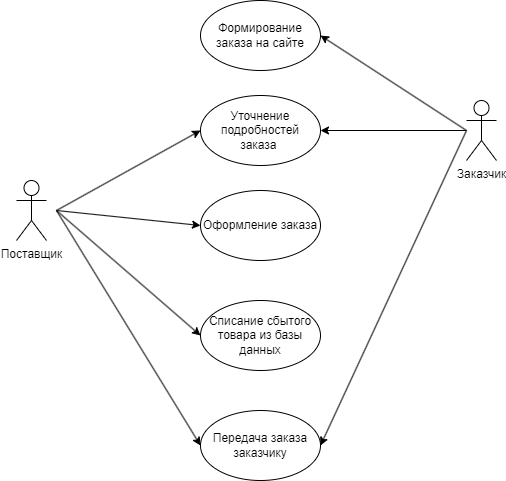 Формирование
заказа на сайте
Уточнение
подробностей
заказа
Заказчик
Оформление заказа
Поставщик
Списание сбытого
товара из базы
данных
Передача заказа
заказчику